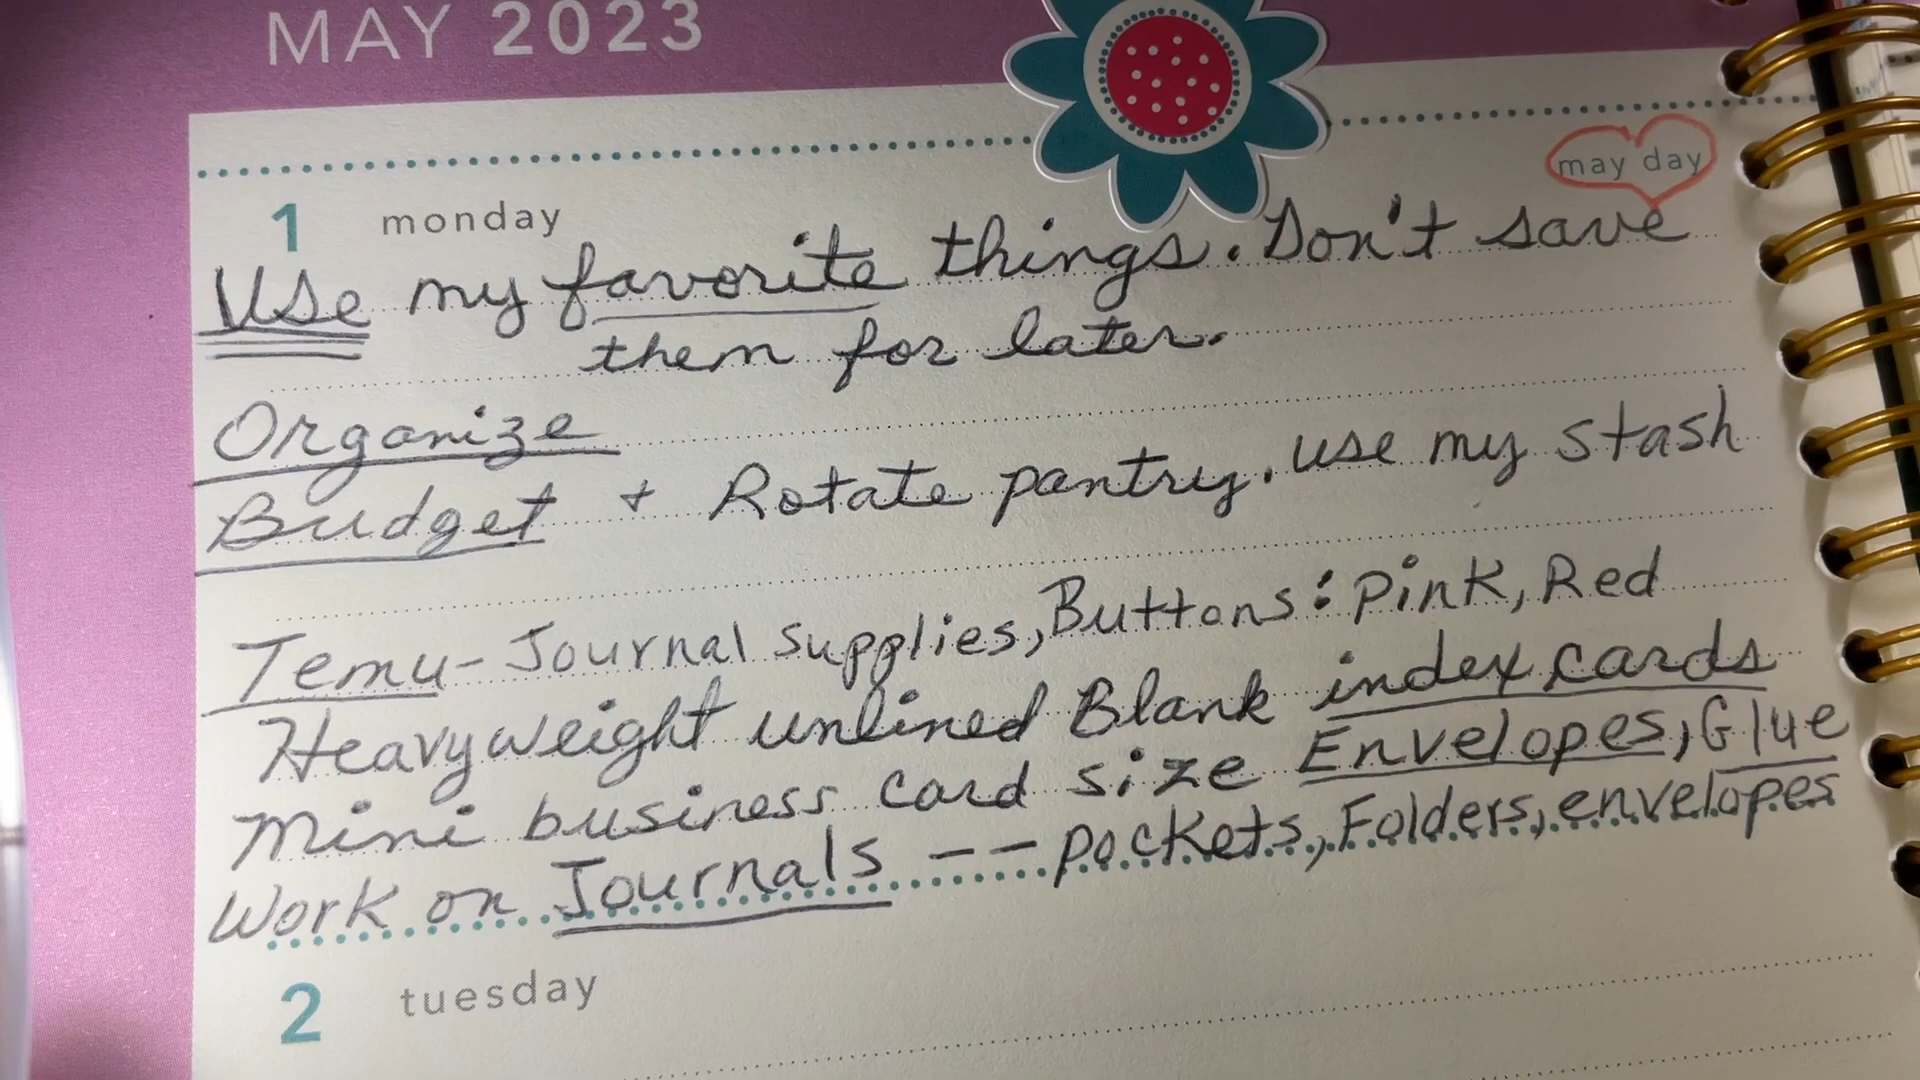 MAY 2023
may day
1 monday
Use my favorite things. Don't save
them for later.
Organize
Budget + Rotate pantry. use my stash
Temu - Journal supplies, Buttons: Pink, Red
Heavyweight unlined Blank index cards
Mini business card size Envelopes, Glue
Work on Journals -- pockets, Folders, envelopes
2 tuesday